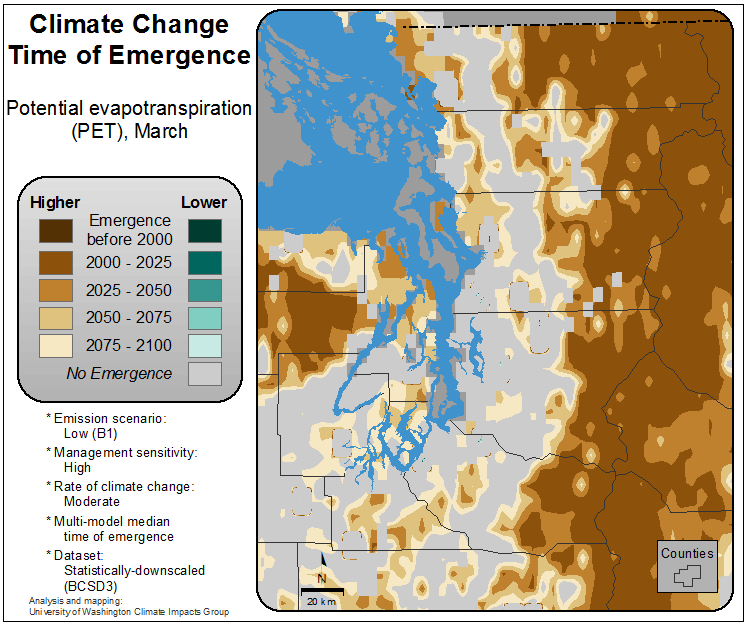 Climate Change
Time of Emergence
Potential evapotranspiration
(PET), March
Higher
Lower
Emergence
before 2000
2000 - 2025
2025 - 2050
2050 - 2075
2075 - 2100
No Emergence
* Emission scenario:
Low (B1)
* Management sensitivity:
High
* Rate of climate change:
Moderate
* Multi-model median
time of emergence
* Dataset:
Statistically-downscaled
(BCSD3)
Analysis and mapping:
University of Washington Climate Impacts Group
N
20 km
Counties